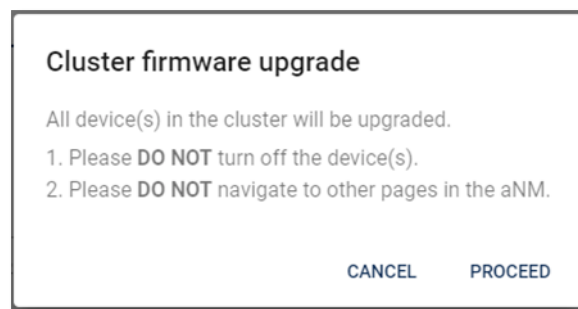 Cluster firmware upgrade
All device(s) in the cluster will be upgraded.
1. Please DO NOT turn off the device(s).
2. Please DO NOT navigate to other pages in the aNM.
CANCEL PROCEED